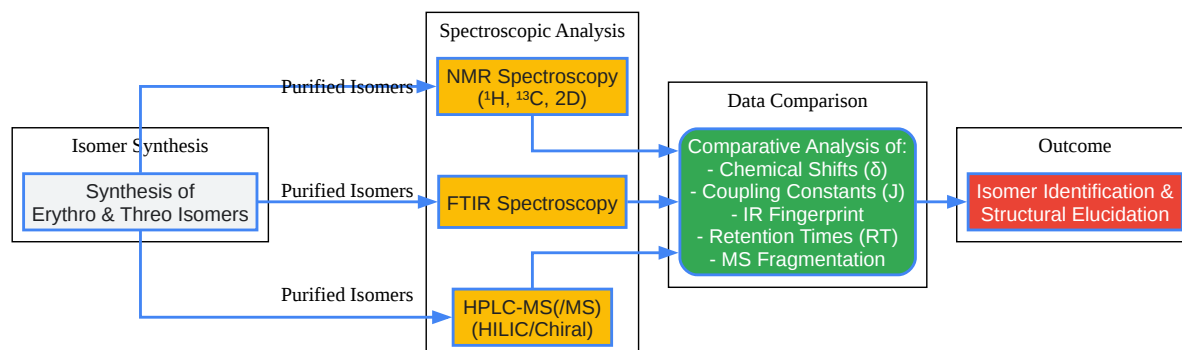 Isomer Synthesis
Synthesis of
Erythro & Threo Isomers
Purified Isomers
Purified Isomers
Purified Isomers
Spectroscopic Analysis
NMR Spectroscopy
(¹H, ¹³C, 2D)
FTIR Spectroscopy
HPLC-MS(/MS)
(HILIC/Chiral)
Data Comparison
Comparative Analysis of:
- Chemical Shifts (δ)
- Coupling Constants (J)
- IR Fingerprint
- Retention Times (RT)
- MS Fragmentation
Outcome
Isomer Identification &
Structural Elucidation